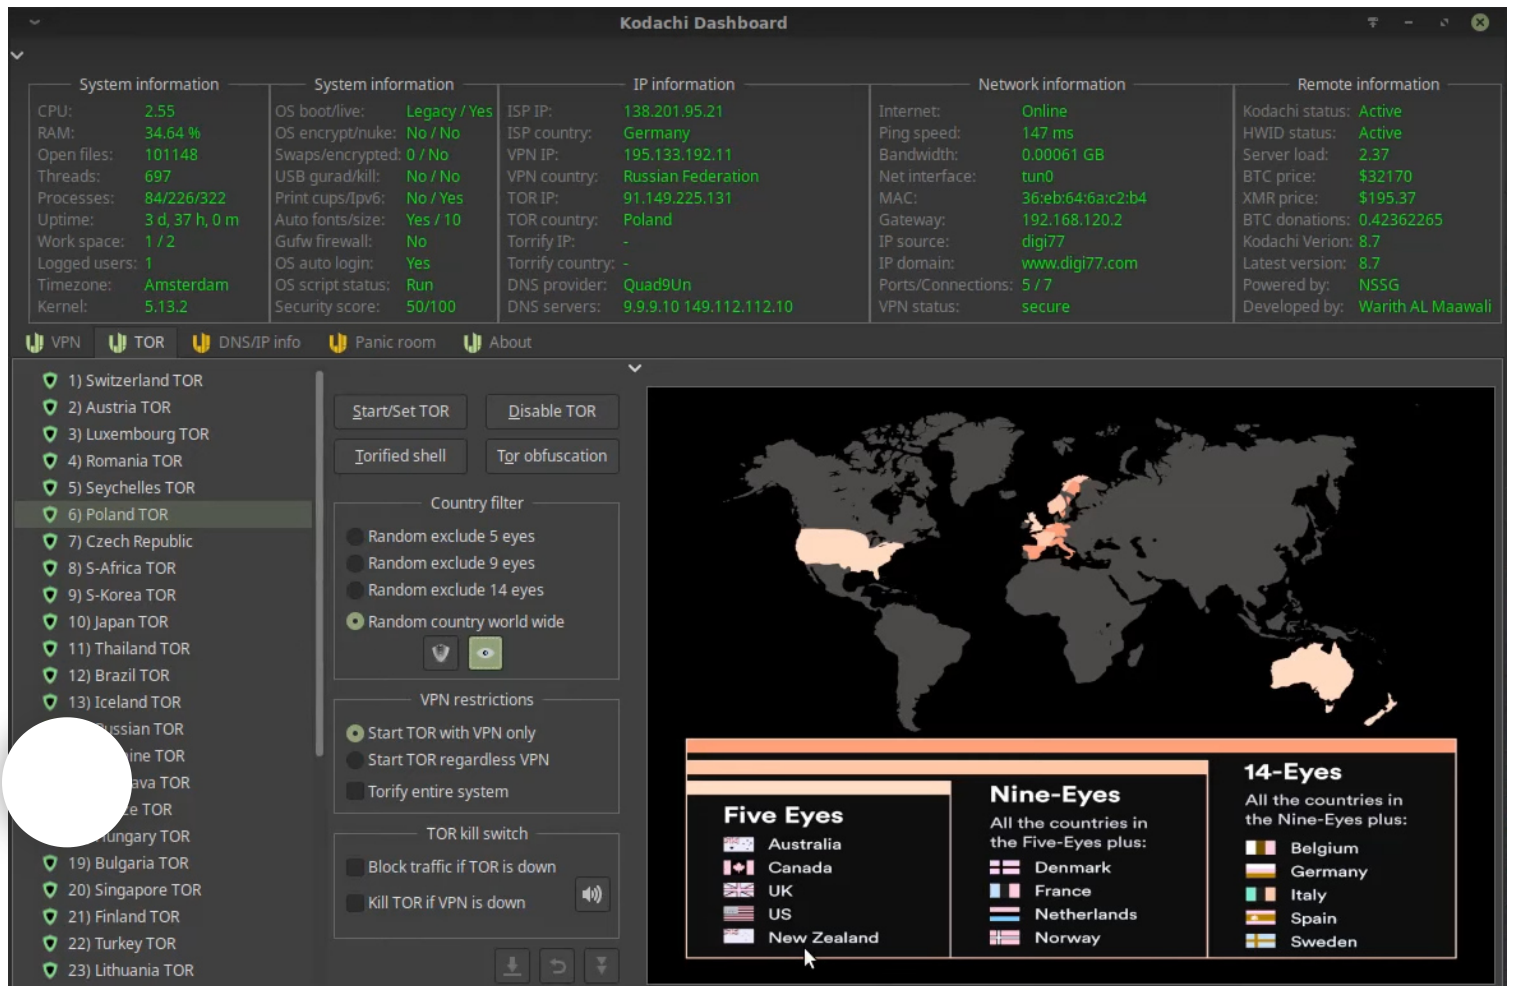 Kodachi Dashboard
System information
CPU: 2.55
RAM: 34.64 %
Open files: 101148
Threads: 697
Processes: 84/226/322
Uptime: 3 d, 37 h, 0 m
Work space: 1 / 2
Logged users: 1
Timezone: Amsterdam
Kernel: 5.13.2
System information
OS boot/live: Legacy / Yes
OS encrypt/nuke: No / No
Swaps/encrypted: 0 / No
USB gurad/kill: No / No
Print cups/Ipv6: No / Yes
Auto fonts/size: Yes / 10
Gufw firewall: No
OS auto login: Yes
OS script status: Run
Security score: 50/100
IP information
ISP IP: 138.201.95.21
ISP country: Germany
VPN IP: 195.133.192.11
VPN country: Russian Federation
TOR IP: 91.149.225.131
TOR country: Poland
Torrify IP: -
Torrify country: -
DNS provider: Quad9Un
DNS servers: 9.9.9.10 149.112.112.10
Network information
Internet: Online
Ping speed: 147 ms
Bandwidth: 0.00061 GB
Net interface: tun0
MAC: 36:eb:64:6a:c2:b4
Gateway: 192.168.120.2
IP source: digi77
IP domain: www.digi77.com
Ports/Connections: 5 / 7
VPN status: secure
Remote information
Kodachi status: Active
HWID status: Active
Server load: 2.37
BTC price: $32170
XMR price: $195.37
BTC donations: 0.42362265
Kodachi Verion: 8.7
Latest version: 8.7
Powered by: NSSG
Developed by: Warith AL Maawali
VPN TOR DNS/IP info Panic room About
1) Switzerland TOR
2) Austria TOR
3) Luxembourg TOR
4) Romania TOR
5) Seychelles TOR
6) Poland TOR
7) Czech Republic
8) S-Africa TOR
9) S-Korea TOR
10) Japan TOR
11) Thailand TOR
12) Brazil TOR
13) Iceland TOR
TOR
TOR
TOR
TOR
TOR
19) Bulgaria TOR
20) Singapore TOR
21) Finland TOR
22) Turkey TOR
23) Lithuania TOR
Start/Set TOR Disable TOR
Torified shell Tor obfuscation
Country filter
Random exclude 5 eyes
Random exclude 9 eyes
Random exclude 14 eyes
Random country world wide
VPN restrictions
Start TOR with VPN only
Start TOR regardless VPN
Torify entire system
TOR kill switch
Block traffic if TOR is down
Kill TOR if VPN is down
Five Eyes
Australia
Canada
UK
US
New Zealand
Nine-Eyes
All the countries in
the Five-Eyes plus:
Denmark
France
Netherlands
Norway
14-Eyes
All the countries in
the Nine-Eyes plus:
Belgium
Germany
Italy
Spain
Sweden